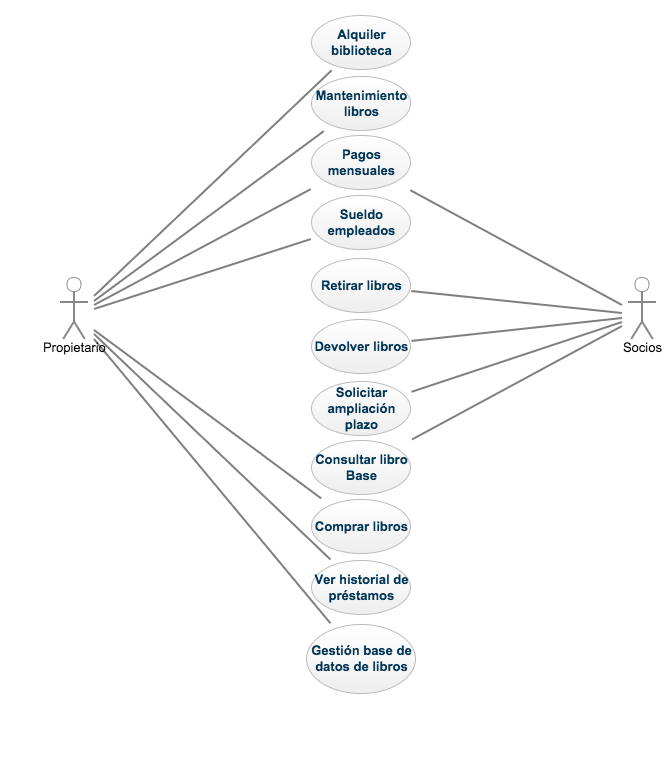 Alquiler
biblioteca
Mantenimiento
libros
Pagos
mensuales
Sueldo
empleados
Retirar libros
Propietario
Socios
Devolver libros
Solicitar
ampliación
plazo
Consultar libro
Base
Comprar libros
Ver historial de
préstamos
Gestión base de
datos de libros